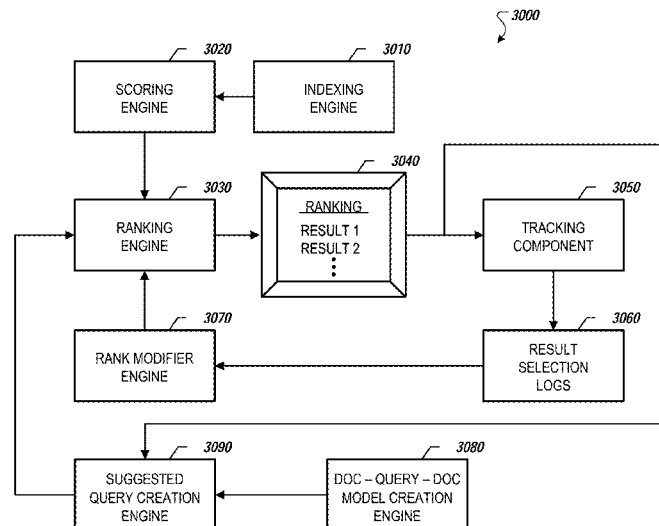 3000
3020
SCORING
ENGINE
3010
INDEXING
ENGINE
3030
RANKING
ENGINE
3040
RANKING
RESULT 1
RESULT 2
3050
TRACKING
COMPONENT
3070
RANK MODIFIER
ENGINE
3060
RESULT
SELECTION
LOGS
3090
SUGGESTED
QUERY CREATION
ENGINE
3080
DOC – QUERY – DOC
MODEL CREATION
ENGINE